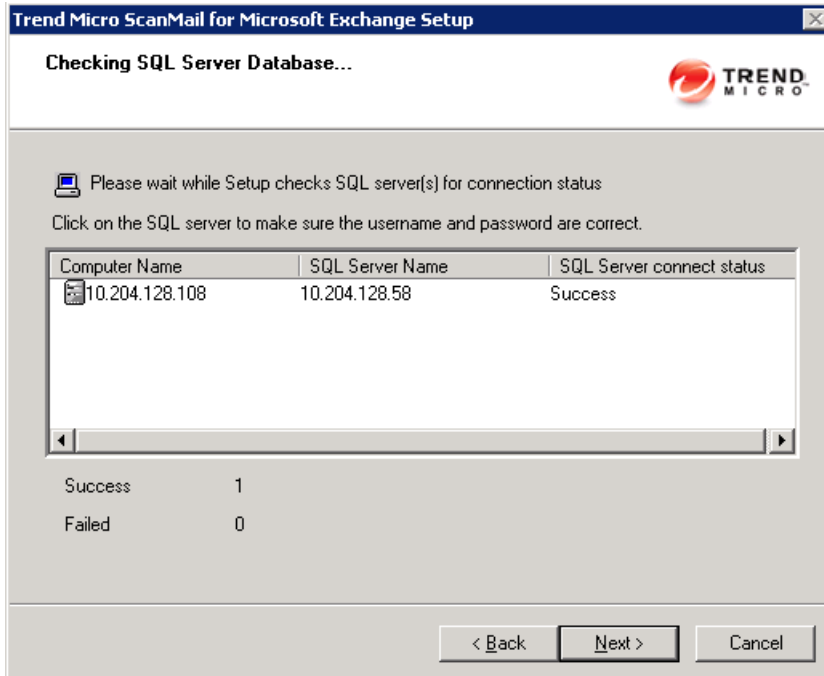 Trend Micro ScanMail for Microsoft Exchange Setup
Checking SQL Server Database...
TREND
MICRO
Please wait while Setup checks SQL server(s) for connection status
Click on the SQL server to make sure the username and password are correct.
Computer Name SQL Server Name SQL Server connect status
10.204.128.108 10.204.128.58 Success
Success 1
Failed 0
< Back Next > Cancel